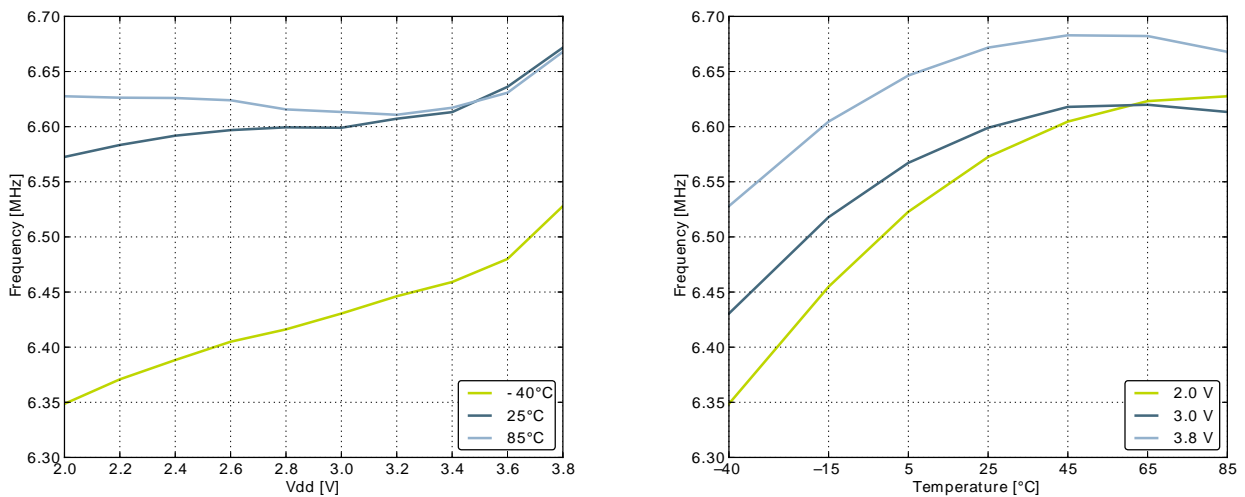 6.70
6.65
6.60
6.55
6.50
6.45
6.40
6.35
6.30
Frequency [MHz]
2.0 2.2 2.4 2.6 2.8 3.0 3.2 3.4 3.6 3.8
Vdd [V]
- 40°C
25°C
85°C
6.70
6.65
6.60
6.55
6.50
6.45
6.40
6.35
6.30
Frequency [MHz]
–40 –15 5 25 45 65 85
Temperature [°C]
2.0 V
3.0 V
3.8 V